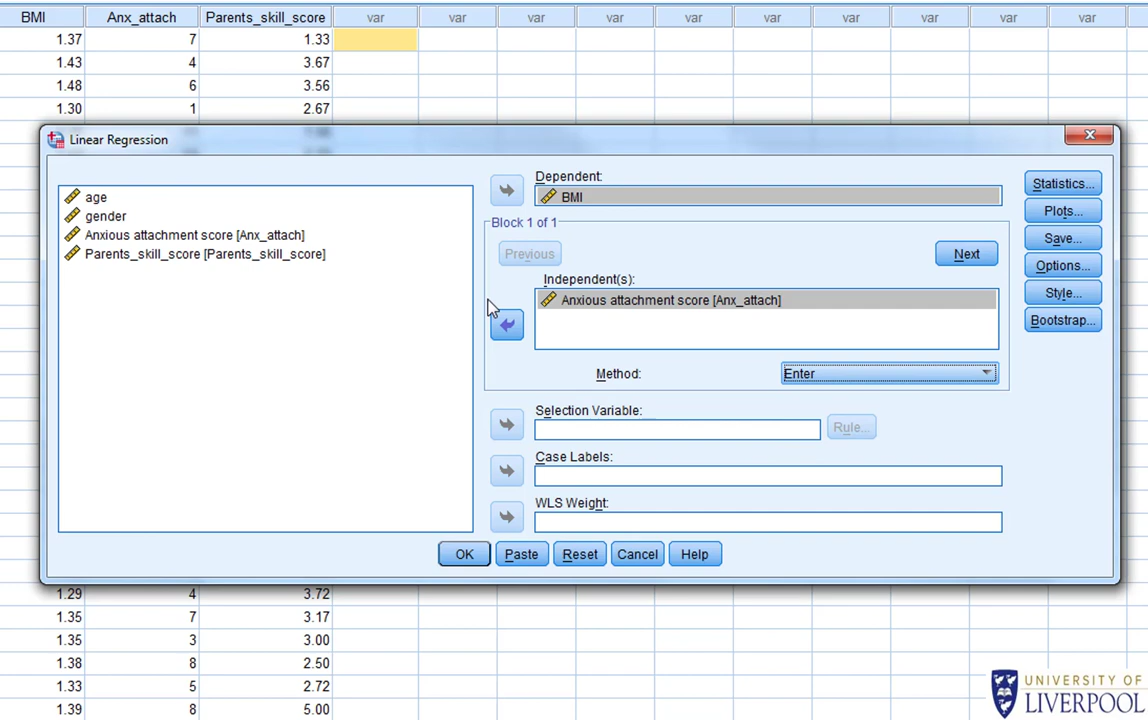 BMI Anx_attach Parents_skill_score var var var var var var var var var var
1.37 7 1.33
1.43 4 3.67
1.48 6 3.56
1.30 1 2.67
Linear Regression
age
gender
Anxious attachment score [Anx_attach]
Parents_skill_score [Parents_skill_score]
Dependent:
BMI
Block 1 of 1
Previous
Next
Independent(s):
Anxious attachment score [Anx_attach]
Method:
Enter
Selection Variable:
Rule...
Case Labels:
WLS Weight:
Statistics...
Plots...
Save...
Options...
Style...
Bootstrap...
OK Paste Reset Cancel Help
1.29 4 3.72
1.35 7 3.17
1.35 3 3.00
1.38 8 2.50
1.33 5 2.72
1.39 8 5.00
UNIVERSITY OF
LIVERPOOL